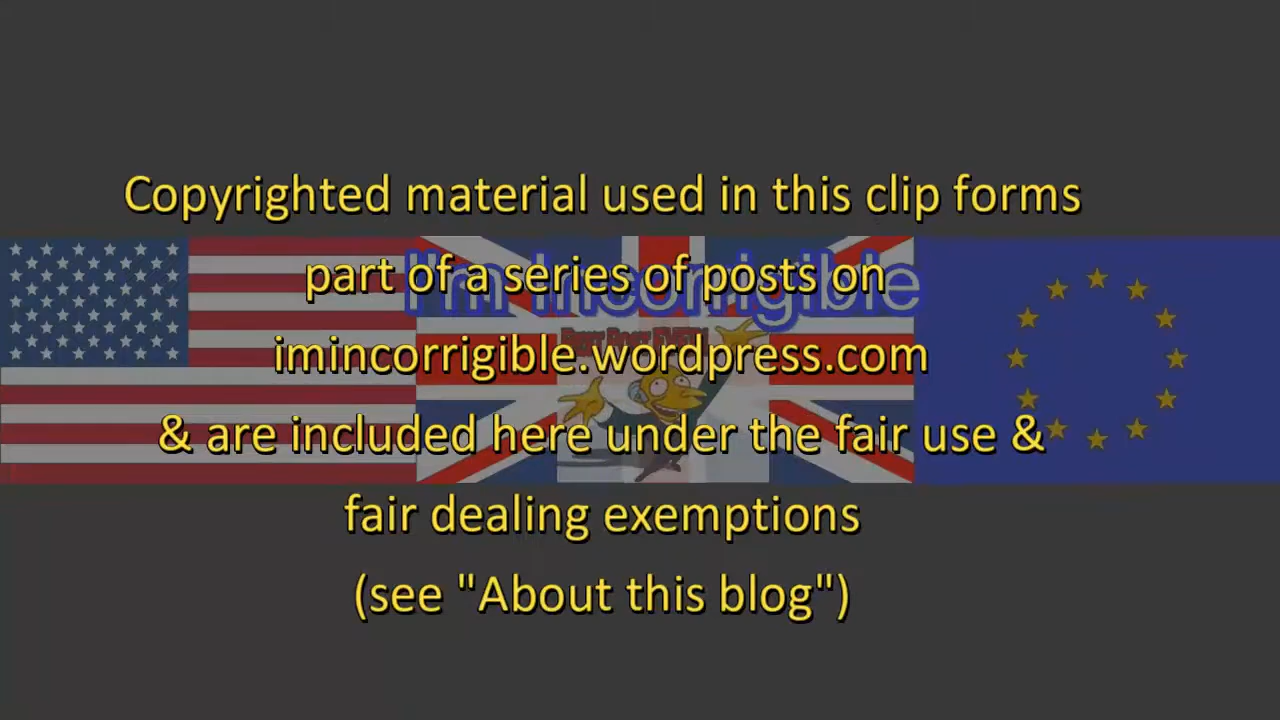 Copyrighted material used in this clip forms
I'm Incorrigible
part of a series of posts on
imincorrigible.wordpress.com
& are included here under the fair use &
fair dealing exemptions
(see "About this blog")